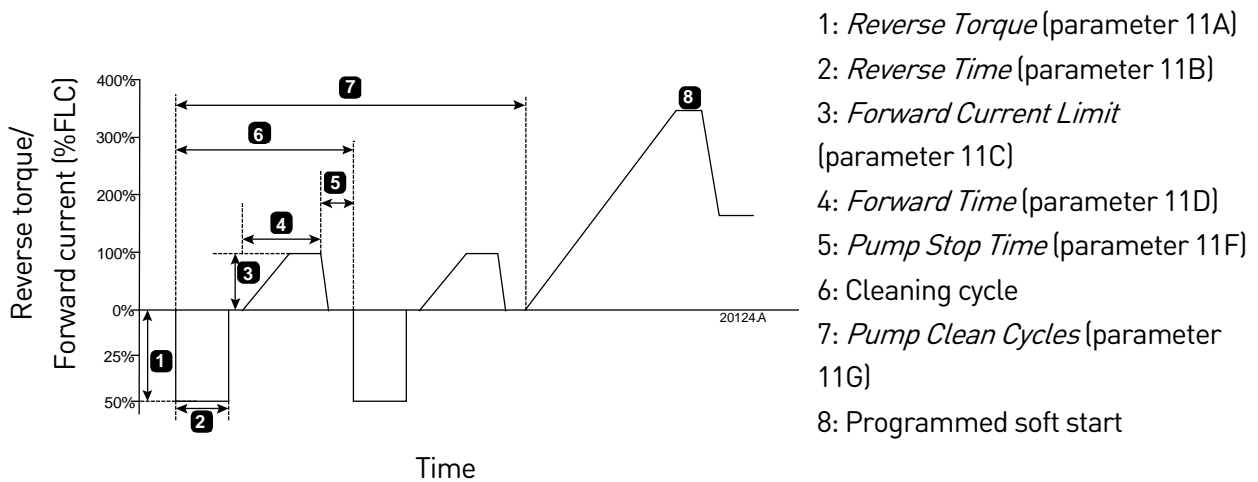 Reverse torque/
Forward current (%FLC)
400%
300%
200%
100%
0%
25%
50%
7
8
6
5
4
3
1
2
20124.A
Time
1: Reverse Torque (parameter 11A)
2: Reverse Time (parameter 11B)
3: Forward Current Limit
(parameter 11C)
4: Forward Time (parameter 11D)
5: Pump Stop Time (parameter 11F)
6: Cleaning cycle
7: Pump Clean Cycles (parameter
11G)
8: Programmed soft start